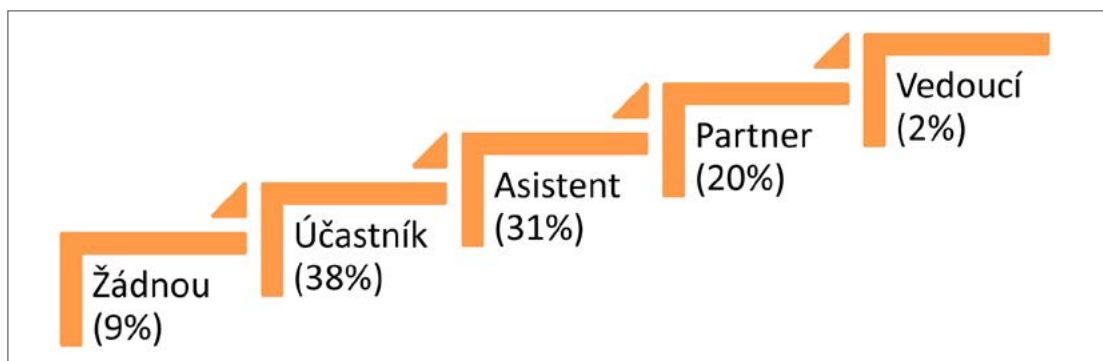 Žádnou
(9%)
Účastník
(38%)
Asistent
(31%)
Partner
(20%)
Vedoucí
(2%)